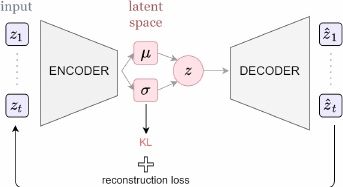 input
latent
space
z1
zt
ENCODER
μ
σ
z
DECODER
ẑ1
ẑt
KL
+
reconstruction loss